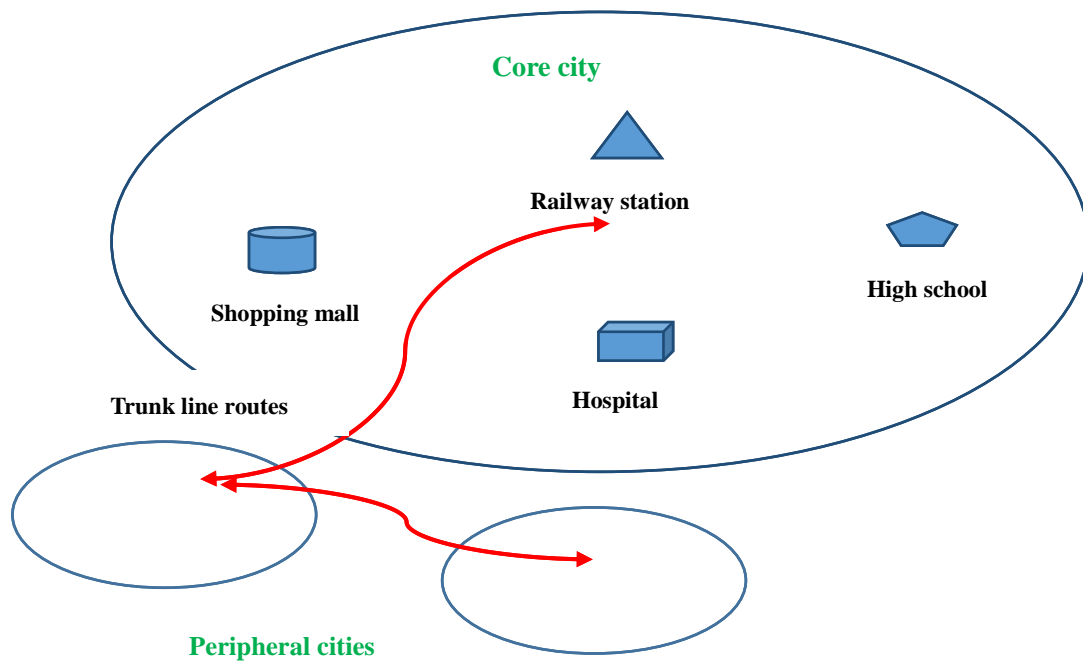 Core city
Railway station
High school
Shopping mall
Hospital
Trunk line routes
Peripheral cities